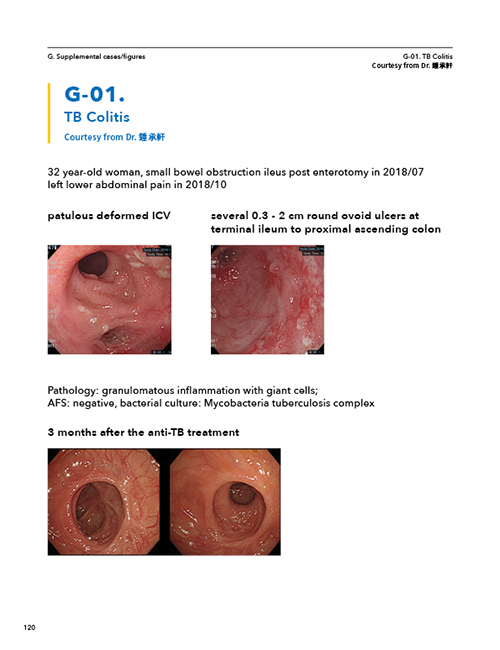 G. Supplemental cases/figures
G-01. TB Colitis
Courtesy from Dr. 鍾承軒
G-01.
TB Colitis
Courtesy from Dr. 鍾承軒
32 year-old woman, small bowel obstruction ileus post enterotomy in 2018/07
left lower abdominal pain in 2018/10
patulous deformed ICV
several 0.3 - 2 cm round ovoid ulcers at
terminal ileum to proximal ascending colon
Pathology: granulomatous inflammation with giant cells;
AFS: negative, bacterial culture: Mycobacteria tuberculosis complex
3 months after the anti-TB treatment
120